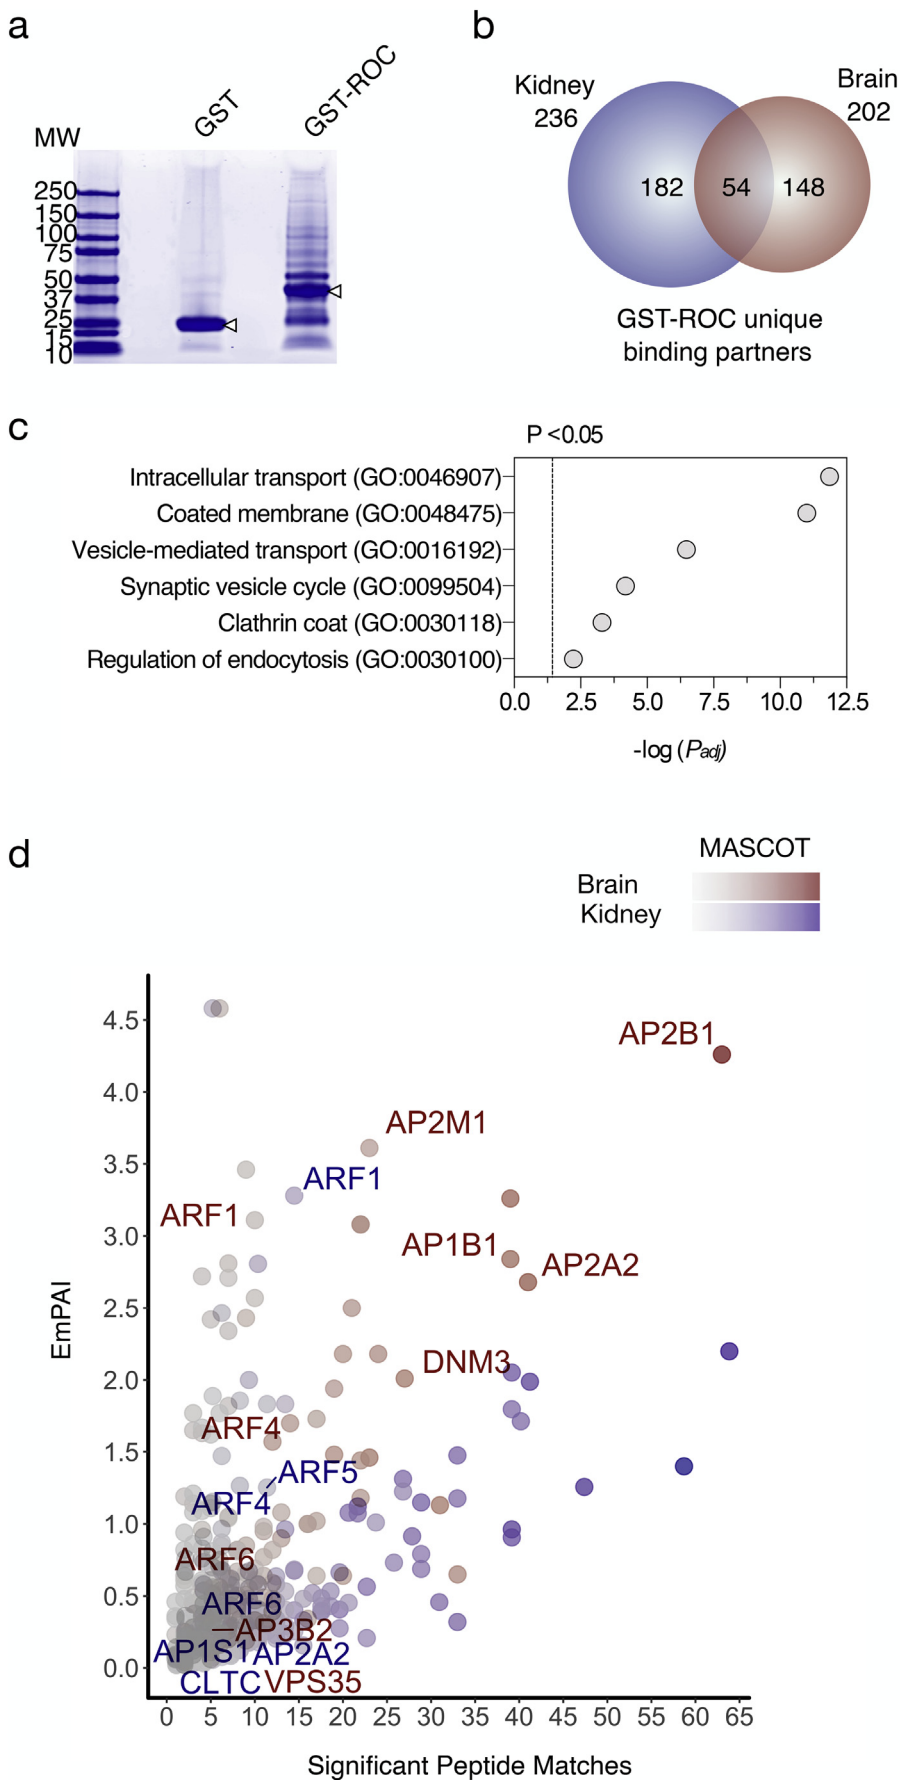 a
GST
GST-ROC
MW
250
150
100
75
50
37
25
15
10
b
Kidney
236
Brain
202
182
54
148
GST-ROC unique
binding partners
c
P <0.05
Intracellular transport (GO:0046907)
Coated membrane (GO:0048475)
Vesicle-mediated transport (GO:0016192)
Synaptic vesicle cycle (GO:0099504)
Clathrin coat (GO:0030118)
Regulation of endocytosis (GO:0030100)
0.0 2.5 5.0 7.5 10.0 12.5
-log (Padj)
d
MASCOT
Brain
Kidney
EmPAI
4.5
4.0
3.5
3.0
2.5
2.0
1.5
1.0
0.5
0.0
AP2B1
AP2M1
ARF1
ARF1
AP1B1
AP2A2
DNM3
ARF4
ARF5
ARF4
ARF6
ARF6
AP3B2
AP1S1 AP2A2
CLTC VPS35
0 5 10 15 20 25 30 35 40 45 50 55 60 65
Significant Peptide Matches